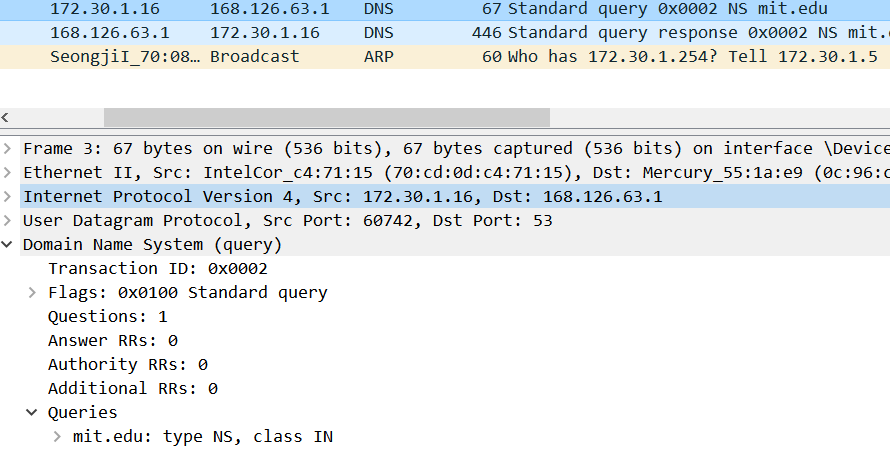 172.30.1.16 168.126.63.1 DNS 67 Standard query 0x0002 NS mit.edu
168.126.63.1 172.30.1.16 DNS 446 Standard query response 0x0002 NS mit.
SeongjiI_70:08… Broadcast ARP 60 Who has 172.30.1.254? Tell 172.30.1.5
Frame 3: 67 bytes on wire (536 bits), 67 bytes captured (536 bits) on interface \Device
Ethernet II, Src: IntelCor_c4:71:15 (70:cd:0d:c4:71:15), Dst: Mercury_55:1a:e9 (0c:96:c
Internet Protocol Version 4, Src: 172.30.1.16, Dst: 168.126.63.1
User Datagram Protocol, Src Port: 60742, Dst Port: 53
Domain Name System (query)
Transaction ID: 0x0002
Flags: 0x0100 Standard query
Questions: 1
Answer RRs: 0
Authority RRs: 0
Additional RRs: 0
Queries
mit.edu: type NS, class IN